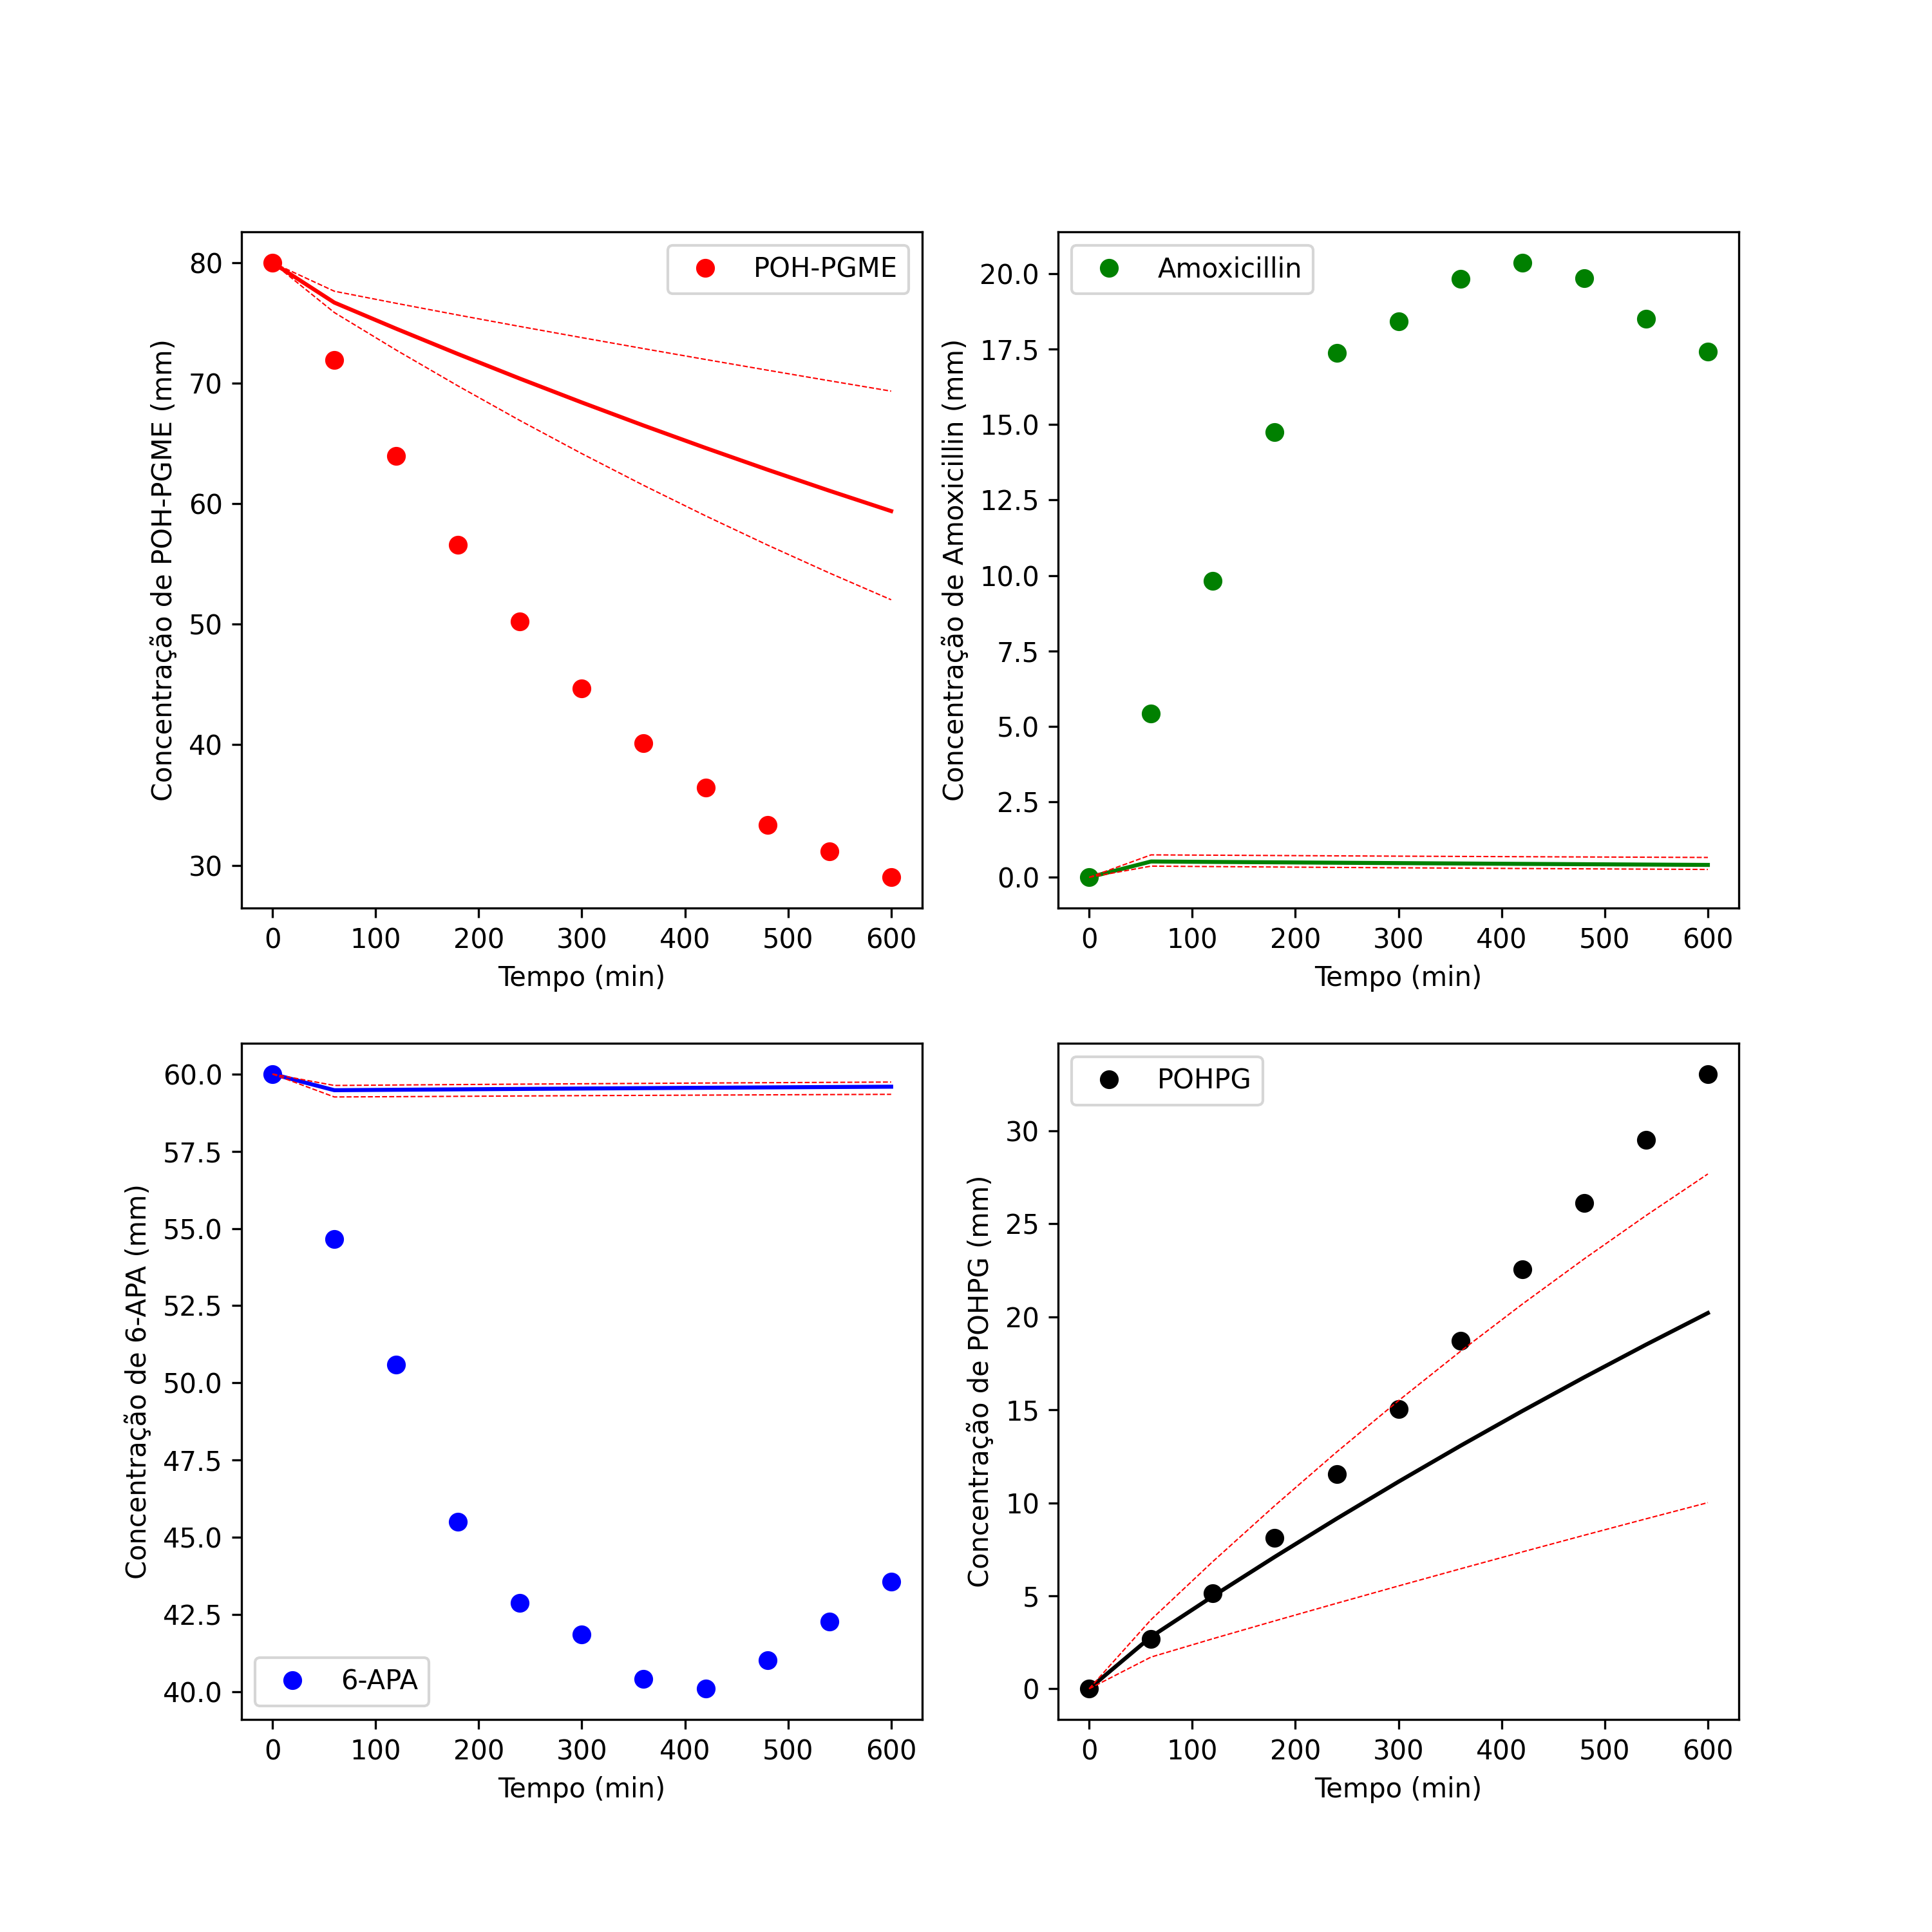 Concentração de POH-PGME (mm)
80
70
60
50
40
30
POH-PGME
0 100 200 300 400 500 600
Tempo (min)
Concentração de Amoxicillin (mm)
20.0
17.5
15.0
12.5
10.0
7.5
5.0
2.5
0.0
Amoxicillin
0 100 200 300 400 500 600
Tempo (min)
Concentração de 6-APA (mm)
60.0
57.5
55.0
52.5
50.0
47.5
45.0
42.5
40.0
6-APA
0 100 200 300 400 500 600
Tempo (min)
Concentração de POHPG (mm)
30
25
20
15
10
5
0
POHPG
0 100 200 300 400 500 600
Tempo (min)